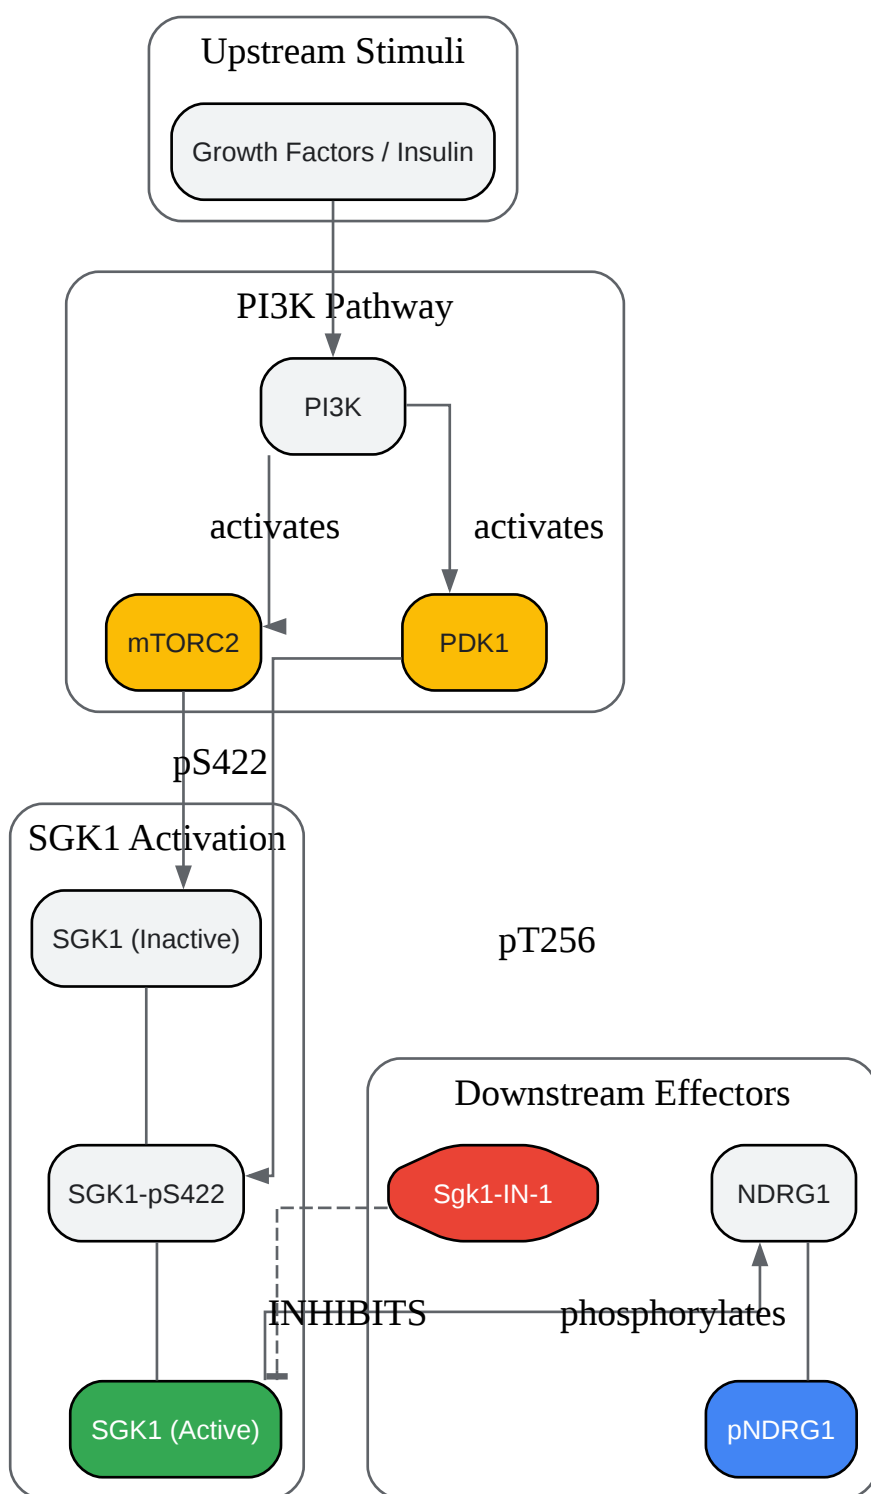 Upstream Stimuli
Growth Factors / Insulin
PI3K Pathway
PI3K
activates
activates
mTORC2
PDK1
pS422
SGK1 Activation
SGK1 (Inactive)
pT256
Downstream Effectors
SGK1-pS422
Sgk1-IN-1
NDRG1
INHIBITS
phosphorylates
SGK1 (Active)
pNDRG1